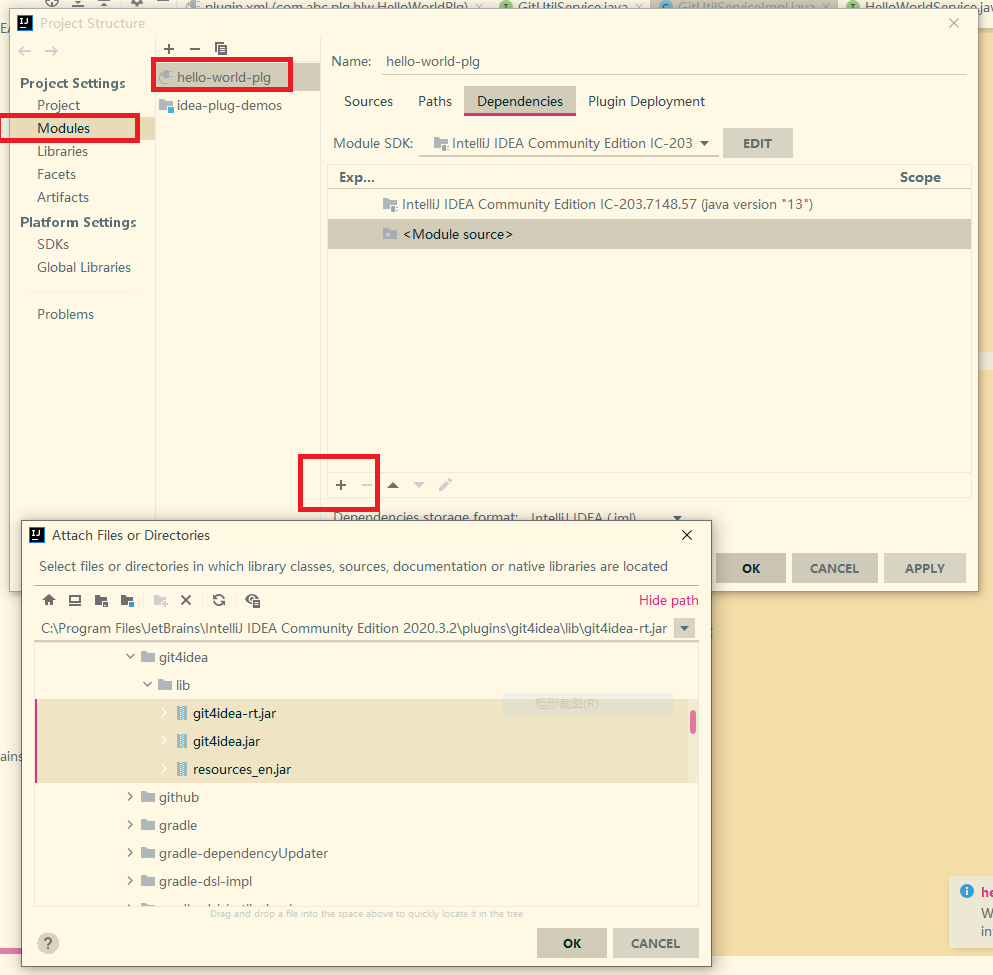 plugin.xml (com.abc.plg.hlw.HelloWorldPlg)
GitUtilService.java
GitUtilServiceImpl.java
HelloWorldService.java
Project Structure
Name: hello-world-plg
Project Settings
Project
Modules
Libraries
Facets
Artifacts
Platform Settings
SDKs
Global Libraries
Problems
hello-world-plg
idea-plug-demos
Sources Paths Dependencies Plugin Deployment
Module SDK: IntelliJ IDEA Community Edition IC-203 EDIT
Exp... Scope
IntelliJ IDEA Community Edition IC-203.7148.57 (java version "13")
<Module source>
Dependencies storage format: IntelliJ IDEA (.iml)
OK CANCEL APPLY
Attach Files or Directories
Select files or directories in which library classes, sources, documentation or native libraries are located
Hide path
C:\Program Files\JetBrains\IntelliJ IDEA Community Edition 2020.3.2\plugins\git4idea\lib\git4idea-rt.jar
git4idea
lib
矩形截图(R)
git4idea-rt.jar
git4idea.jar
resources_en.jar
github
gradle
gradle-dependencyUpdater
gradle-dsl-impl
Drag and drop a file into the space above to quickly locate it in the tree
? OK CANCEL
ains
he
W
in